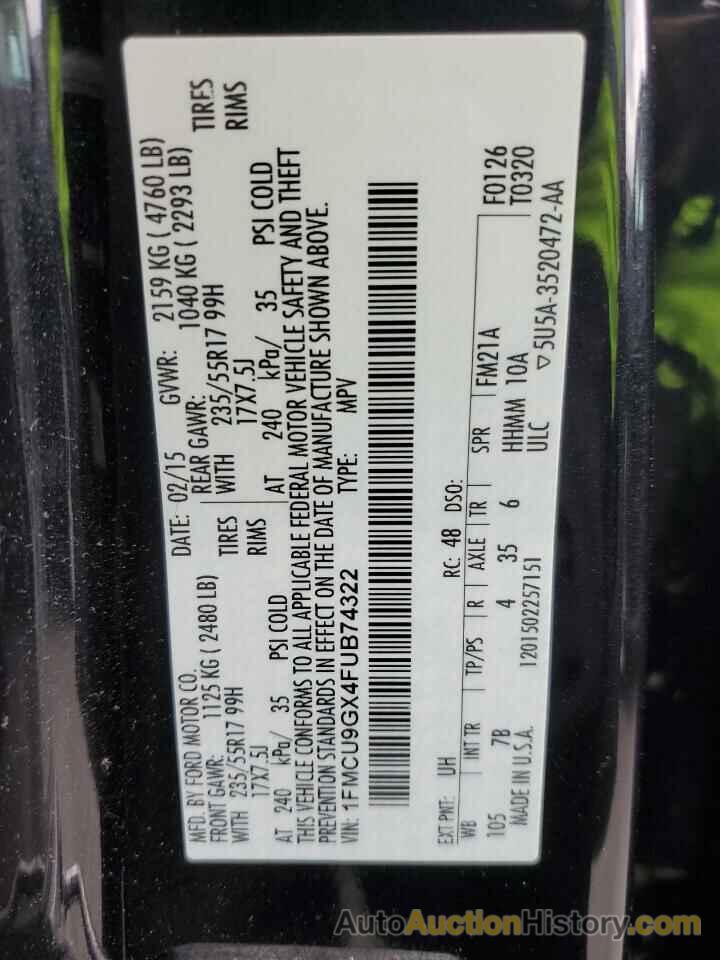 MFD. BY FORD MOTOR CO. DATE: 02/15 GVWR: 2159 KG ( 4760 LB)
FRONT GAWR: 1125 KG ( 2480 LB) REAR GAWR: 1040 KG ( 2293 LB)
WITH 235/55R17 99H TIRES WITH 235/55R17 99H TIRES
17X7.5J RIMS 17X7.5J RIMS
AT 240 kPa/ 35 PSI COLD AT 240 kPa/ 35 PSI COLD
THIS VEHICLE CONFORMS TO ALL APPLICABLE FEDERAL MOTOR VEHICLE SAFETY AND THEFT
PREVENTION STANDARDS IN EFFECT ON THE DATE OF MANUFACTURE SHOWN ABOVE.
VIN: 1FMCU9GX4FUB74322 TYPE: MPV
EXT PNT: UH RC: 48 DSO: F0126
WB INT TR TP/PS R AXLE TR SPR FM21A T0320
105 7B 4 35 6 HHMM 10A
MADE IN U.S.A. 1201502257151 ULC ▽5U5A-3520472-AA
AutoAuctionHistory.com